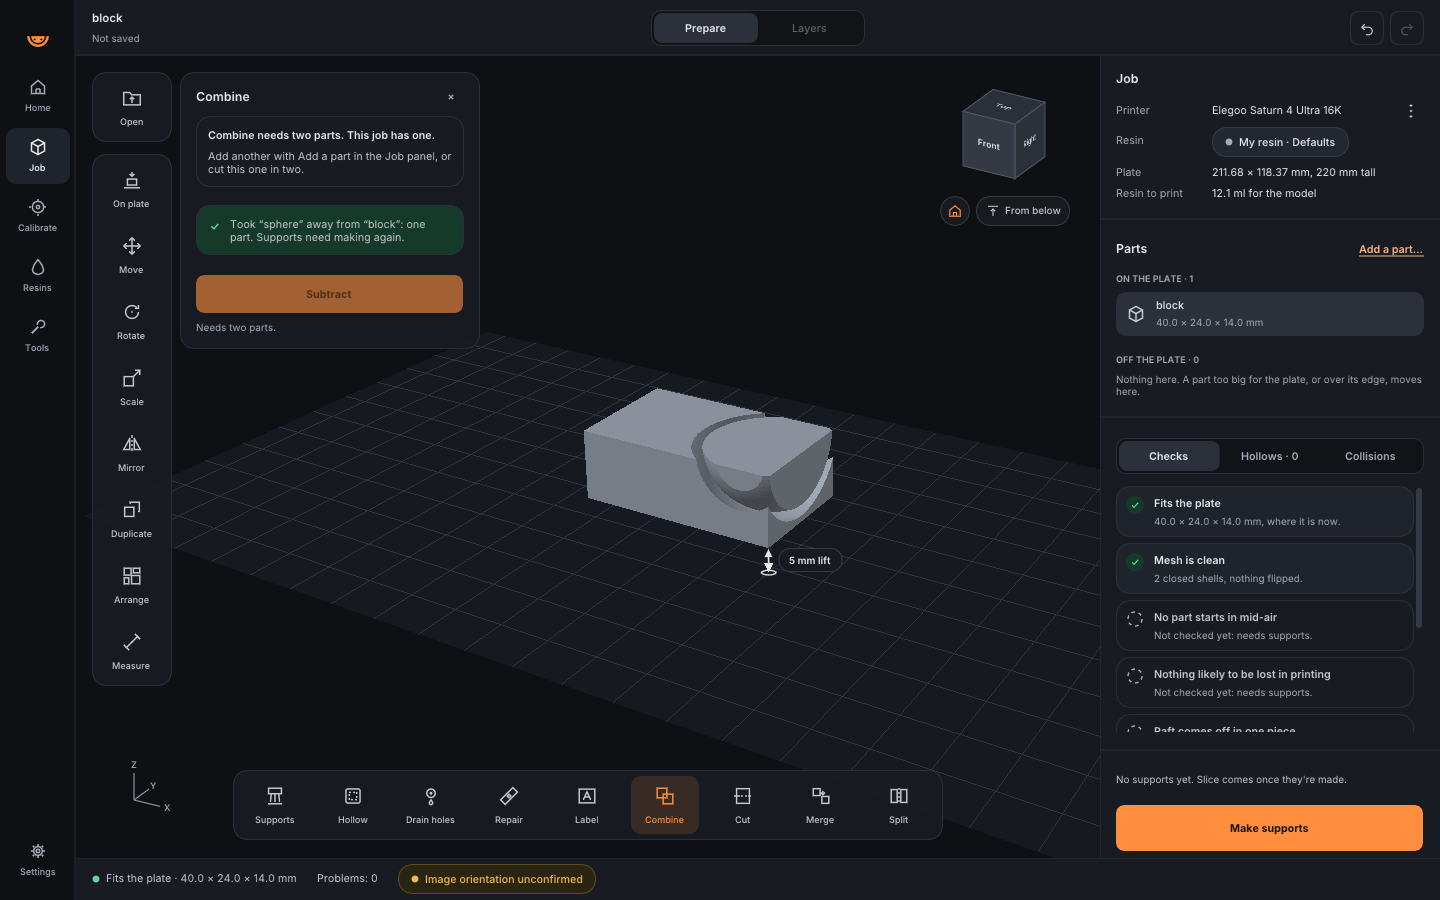 block
Not saved
Prepare
Layers
Home
Job
Calibrate
Resins
Tools
Settings
Open
On plate
Move
Rotate
Scale
Mirror
Duplicate
Arrange
Measure
Combine
×
Combine needs two parts. This job has one.
Add another with Add a part in the Job panel, or
cut this one in two.
Took “sphere” away from “block”: one
part. Supports need making again.
Subtract
Needs two parts.
Top
Front
Right
From below
5 mm lift
Z
Y
X
Supports
Hollow
Drain holes
Repair
Label
Combine
Cut
Merge
Split
Job
Printer
Elegoo Saturn 4 Ultra 16K
Resin
My resin · Defaults
Plate
211.68 × 118.37 mm, 220 mm tall
Resin to print
12.1 ml for the model
Parts
Add a part...
ON THE PLATE · 1
block
40.0 × 24.0 × 14.0 mm
OFF THE PLATE · 0
Nothing here. A part too big for the plate, or over its edge, moves
here.
Checks
Hollows · 0
Collisions
Fits the plate
40.0 × 24.0 × 14.0 mm, where it is now.
Mesh is clean
2 closed shells, nothing flipped.
No part starts in mid-air
Not checked yet: needs supports.
Nothing likely to be lost in printing
Not checked yet: needs supports.
Raft comes off in one piece
No supports yet. Slice comes once they're made.
Make supports
Fits the plate · 40.0 × 24.0 × 14.0 mm
Problems: 0
Image orientation unconfirmed